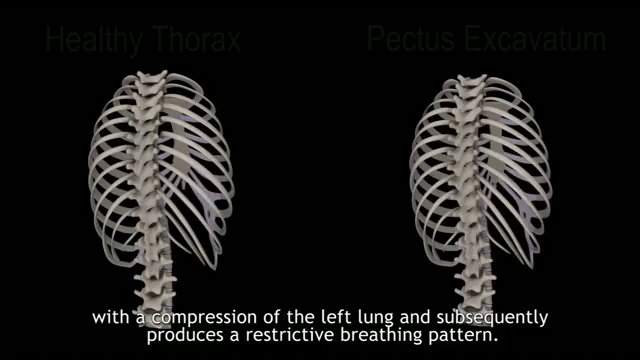 Healthy Thorax
Pectus Excavatum
with a compression of the left lung and subsequently
produces a restrictive breathing pattern.